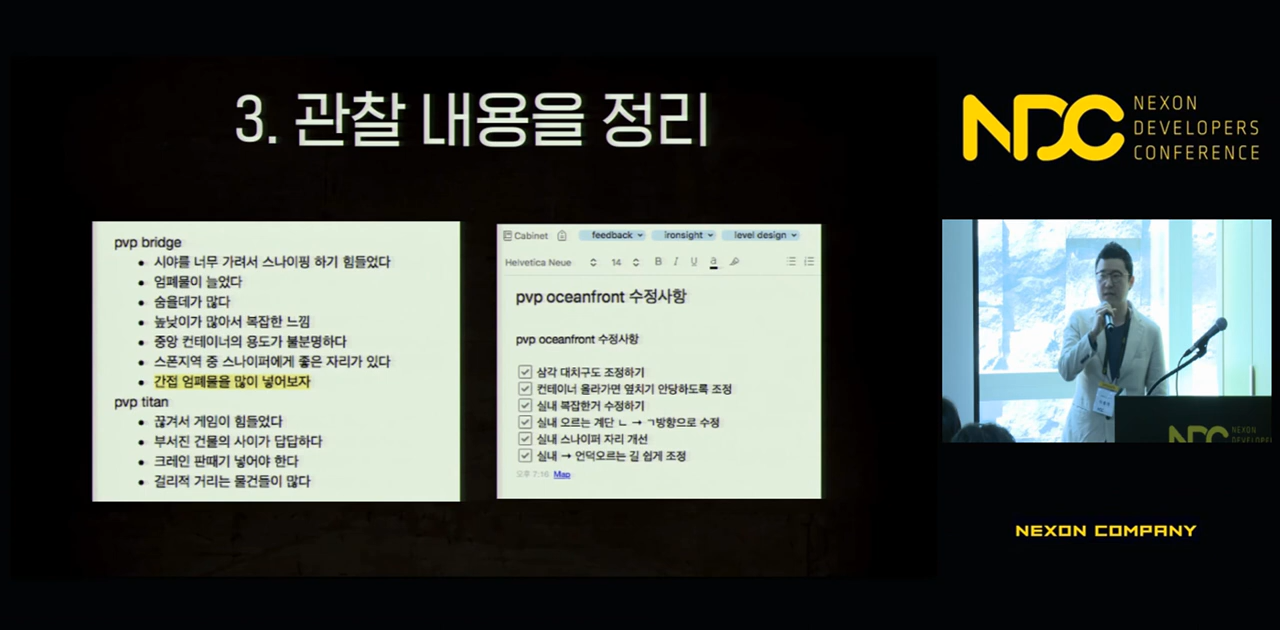 3. 관찰 내용을 정리
pvp bridge
• 시야를 너무 가려서 스나이핑 하기 힘들었다
• 엄폐물이 늘었다
• 숨을데가 많다
• 높낮이가 많아서 복잡한 느낌
• 중앙 컨테이너의 용도가 불분명하다
• 스폰지역 중 스나이퍼에게 좋은 자리가 있다
• 간접 엄폐물을 많이 넣어보자
pvp titan
• 끊겨서 게임이 힘들었다
• 부서진 건물의 사이가 답답하다
• 크레인 판때기 넣어야 한다
• 걸리적 거리는 물건들이 많다
Cabinet feedback ironsight level design
Helvetica Neue 14 B I U a
pvp oceanfront 수정사항
pvp oceanfront 수정사항
삼각 대치구도 조정하기
컨테이너 올라가면 옆치기 안당하도록 조정
실내 복잡한거 수정하기
실내 오르는 계단 ㄴ → ㄱ방향으로 수정
실내 스나이퍼 자리 개선
실내 → 언덕오르는 길 쉽게 조정
오후 7:16 Map
NDC NEXON
DEVELOPERS
CONFERENCE
NDC NEXON
NEXON COMPANY